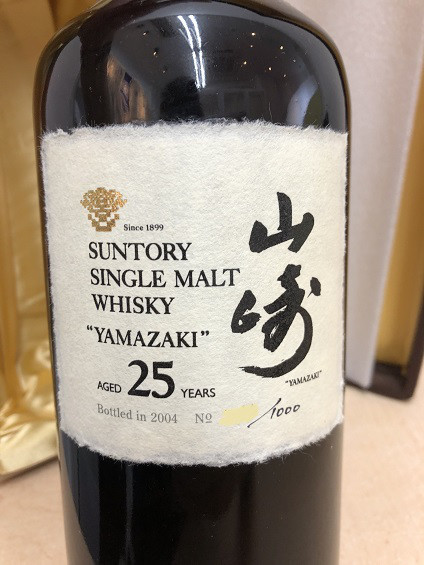 Since 1899
SUNTORY
SINGLE MALT
WHISKY
“YAMAZAKI”
AGED 25 YEARS
Bottled in 2004 No /1000
山崎
“YAMAZAKI”